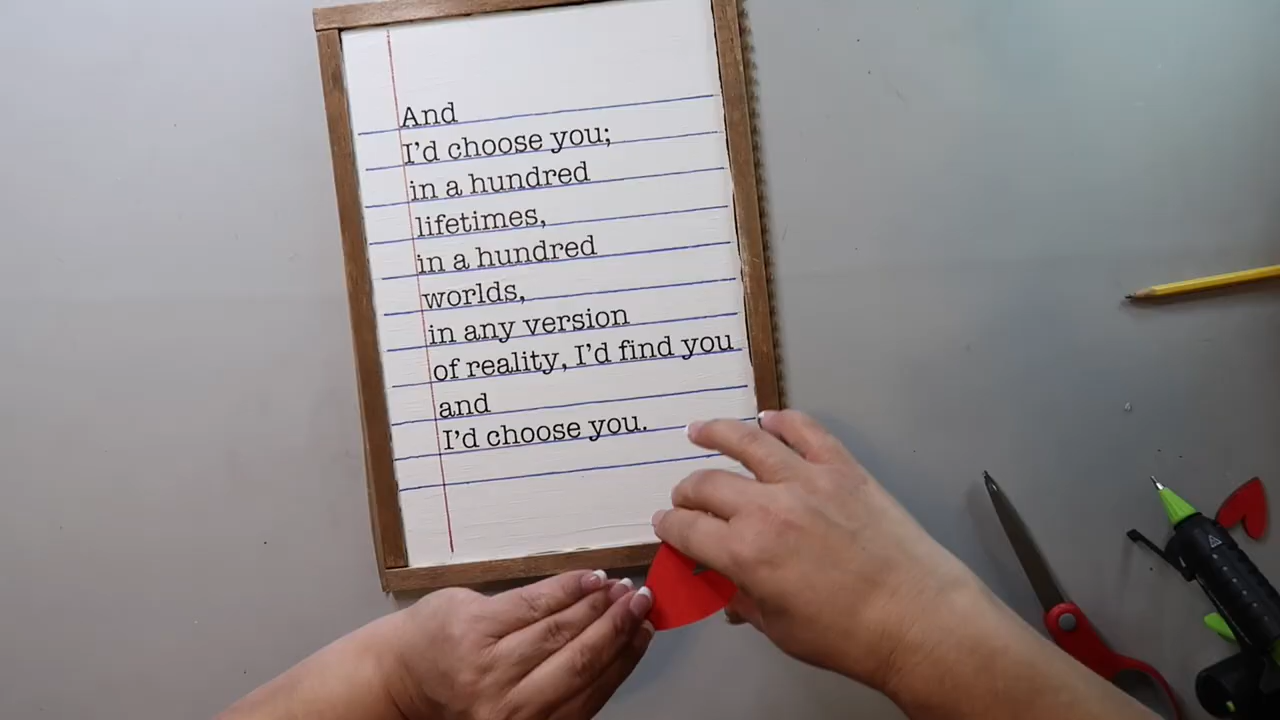 And
I'd choose you;
in a hundred
lifetimes,
in a hundred
worlds,
in any version
of reality, I'd find you
and
I'd choose you.